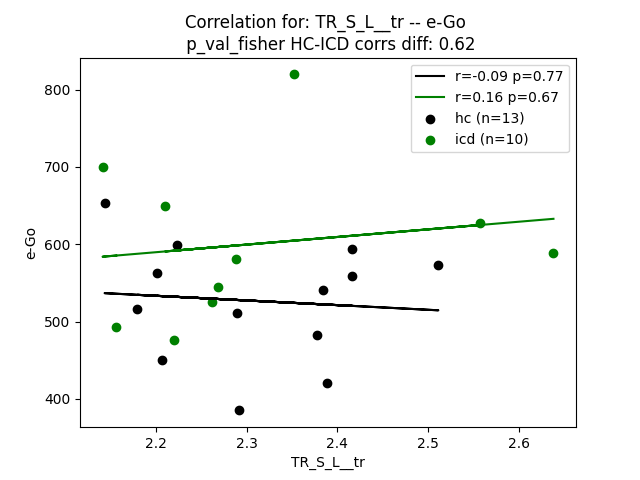 Correlation for: TR_S_L__tr -- e-Go
p_val_fisher HC-ICD corrs diff: 0.62
r=-0.09 p=0.77
r=0.16 p=0.67
hc (n=13)
icd (n=10)
800
700
600
500
400
e-Go
2.2 2.3 2.4 2.5 2.6
TR_S_L__tr